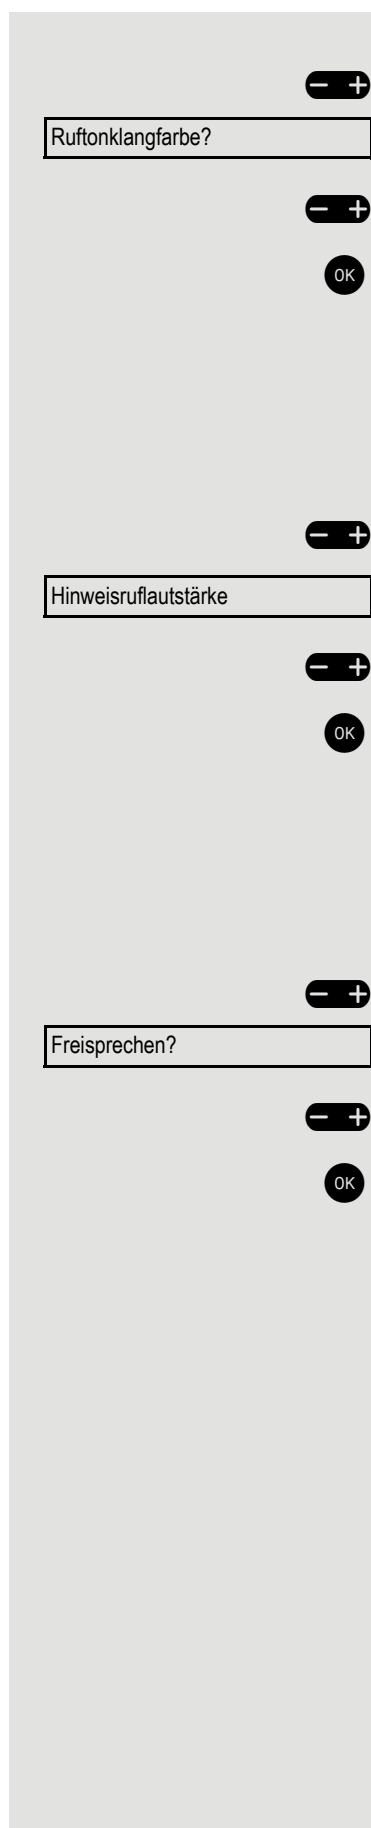 − +
Ruftonklangfarbe?
− +
OK
− +
Hinweisruflautstärke
− +
OK
− +
Freisprechen?
− +
OK